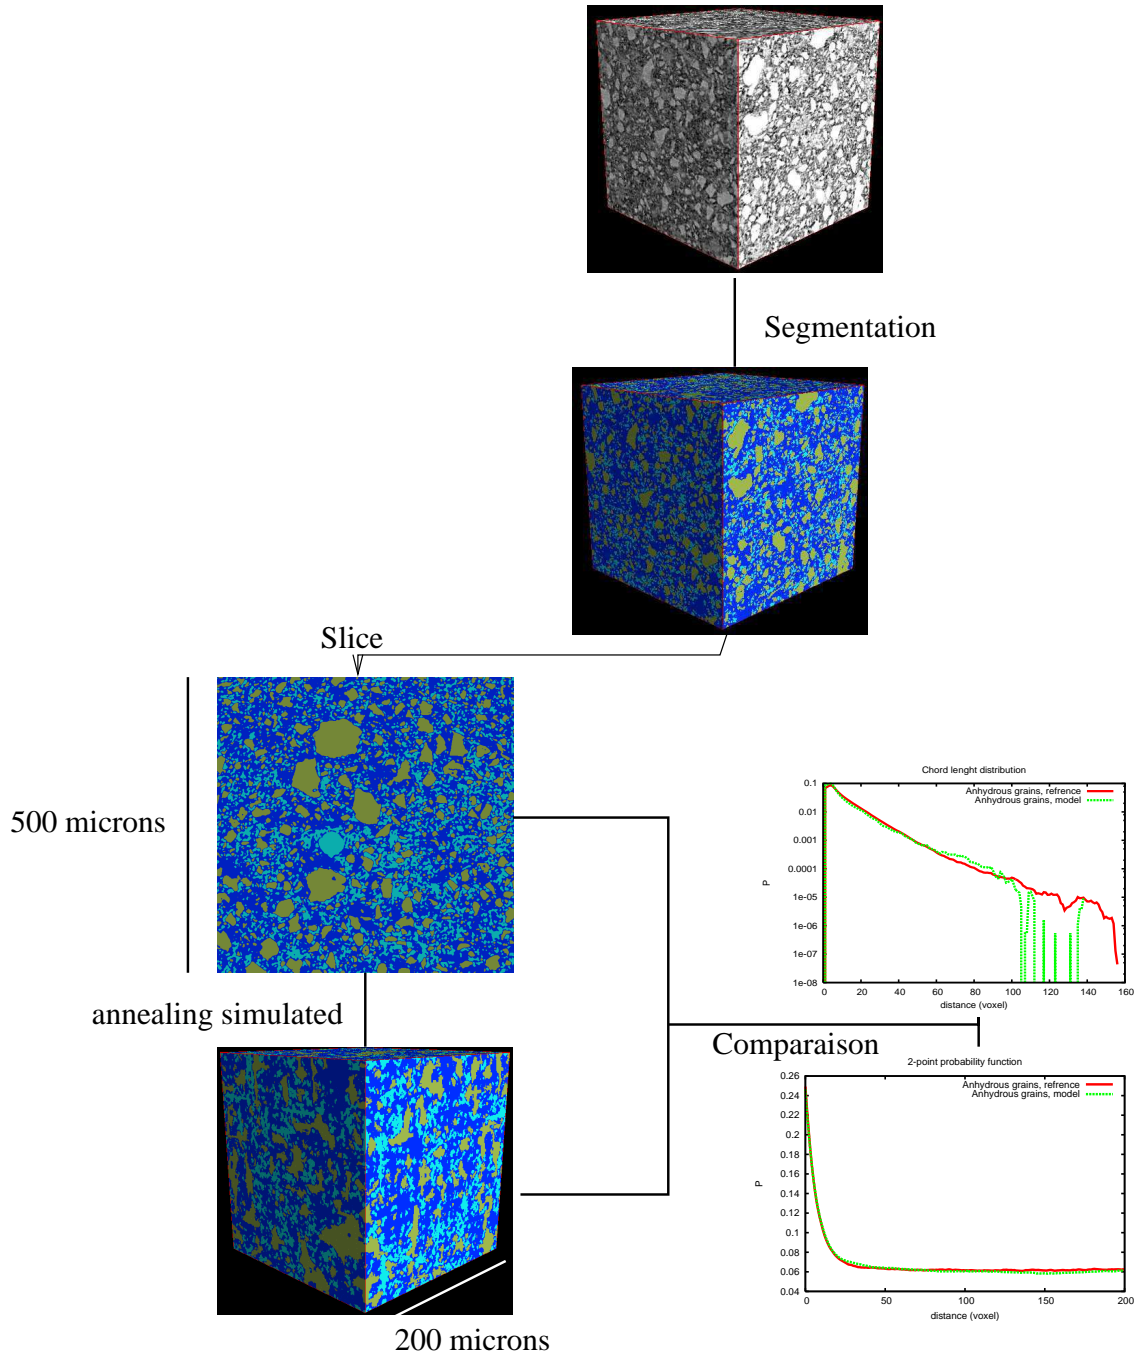 Segmentation
Slice
500 microns
annealing simulated
200 microns
Comparaison
Chord lenght distribution
Anhydrous grains, refrence
Anhydrous grains, model
P
0.1
0.01
0.001
0.0001
1e-05
1e-06
1e-07
1e-08
0 20 40 60 80 100 120 140 160
distance (voxel)
2-point probability function
Anhydrous grains, refrence
Anhydrous grains, model
P
0.26
0.24
0.22
0.2
0.18
0.16
0.14
0.12
0.1
0.08
0.06
0.04
0 50 100 150 200
distance (voxel)